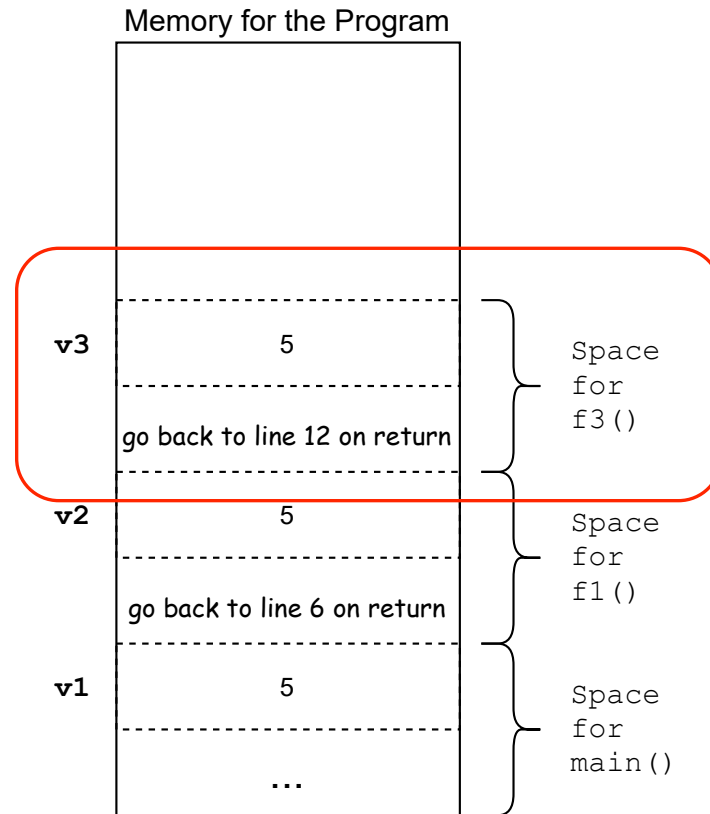 Memory for the Program
v3
5
Space
for
f3()
go back to line 12 on return
v2
5
Space
for
f1()
go back to line 6 on return
v1
5
Space
for
main()
...